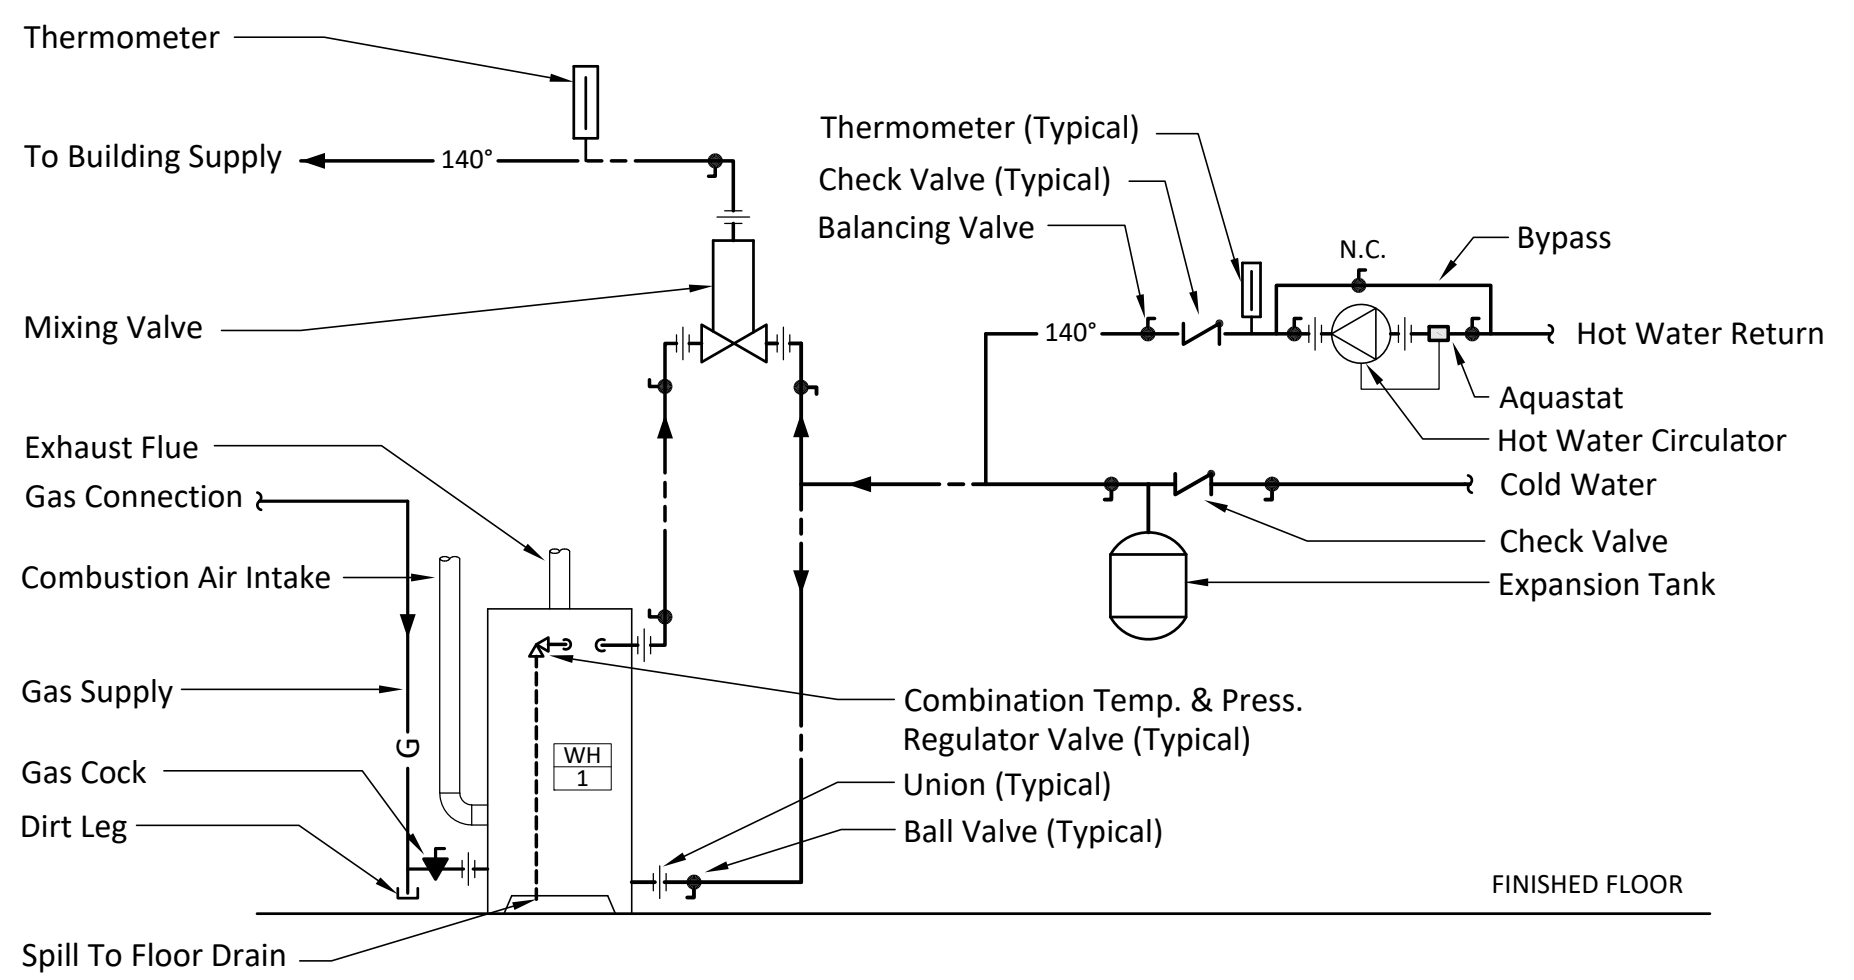 Thermometer
To Building Supply
140°
Thermometer (Typical)
Check Valve (Typical)
Balancing Valve
N.C.
Bypass
Mixing Valve
140°
Hot Water Return
Aquastat
Hot Water Circulator
Exhaust Flue
Gas Connection
Cold Water
Check Valve
Combustion Air Intake
Expansion Tank
Gas Supply
Combination Temp. & Press.
Regulator Valve (Typical)
G
WH
1
Gas Cock
Union (Typical)
Dirt Leg
Ball Valve (Typical)
FINISHED FLOOR
Spill To Floor Drain